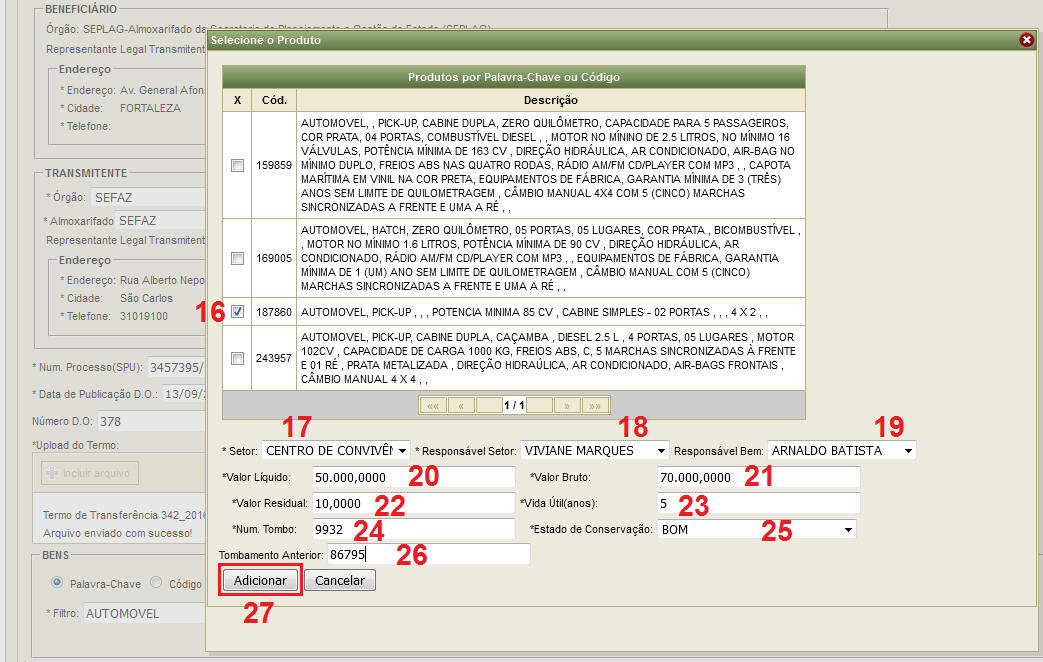 BENEFICIÁRIO
Órgão: SEPLAG-Almoxarifado da Secretaria do Planejamento e Gestão do Estado (SEPLAG)
Representante Legal Transmitent
Endereço
* Endereço: Av. General Afon
* Cidade: FORTALEZA
* Telefone:
TRANSMITENTE
* Órgão: SEFAZ
* Almoxarifado SEFAZ
Representante Legal Transmitent
Endereço
* Endereço: Rua Alberto Nepo
* Cidade: São Carlos
* Telefone: 31019100
* Num. Processo(SPU): 3457395/
* Data de Publicação D.O.: 13/09/2
Número D.O: 378
*Upload do Termo:
Incluir arquivo
Termo de Transferência 342_2016
Arquivo enviado com sucesso!
BENS
Palavra-Chave Código
* Filtro: AUTOMOVEL
Selecione o Produto
Produtos por Palavra-Chave ou Código
X Cód. Descrição
159859
AUTOMOVEL, , PICK-UP, CABINE DUPLA, ZERO QUILÔMETRO, CAPACIDADE PARA 5 PASSAGEIROS,
COR PRATA, 04 PORTAS, COMBUSTÍVEL DIESEL , , MOTOR NO MÍNINO DE 2.5 LITROS, NO MÍNIMO 16
VÁLVULAS, POTÊNCIA MÍNIMA DE 163 CV , DIREÇÃO HIDRÁULICA, AR CONDICIONADO, AIR-BAG NO
MÍNIMO DUPLO, FREIOS ABS NAS QUATRO RODAS, RÁDIO AM/FM CD/PLAYER COM MP3 , , CAPOTA
MARÍTIMA EM VINIL NA COR PRETA, EQUIPAMENTOS DE FÁBRICA, GARANTIA MÍNIMA DE 3 (TRÊS)
ANOS SEM LIMITE DE QUILOMETRAGEM , CÂMBIO MANUAL 4X4 COM 5 (CINCO) MARCHAS
SINCRONIZADAS A FRENTE E UMA A RÉ , ,
169005
AUTOMOVEL, HATCH, ZERO QUILÔMETRO, 05 PORTAS, 05 LUGARES, COR PRATA , BICOMBUSTÍVEL ,
, MOTOR NO MÍNIMO 1.6 LITROS, POTÊNCIA MÍNIMA DE 90 CV , DIREÇÃO HIDRÁULICA, AR
CONDICIONADO, RÁDIO AM/FM CD/PLAYER COM MP3 , , EQUIPAMENTOS DE FÁBRICA, GARANTIA
MÍNIMA DE 1 (UM) ANO SEM LIMITE DE QUILOMETRAGEM , CÂMBIO MANUAL COM 5 (CINCO)
MARCHAS SINCRONIZADAS A FRENTE E UMA A RÉ , ,
16 187860 AUTOMOVEL, PICK-UP , , , POTENCIA MINIMA 85 CV , CABINE SIMPLES - 02 PORTAS , , , 4 X 2 , ,
243957
AUTOMOVEL, PICK-UP, CABINE DUPLA, CAÇAMBA , DIESEL 2.5 L , 4 PORTAS, 05 LUGARES , MOTOR
102CV , CAPACIDADE DE CARGA 1000 KG, FREIOS ABS, C, 5 MARCHAS SINCRONIZADAS À FRENTE
E 01 RÉ , PRATA METALIZADA , DIREÇÃO HIDRAÚLICA, AR CONDICIONADO, AIR-BAGS FRONTAIS ,
CÂMBIO MANUAL 4 X 4 , ,
«« « 1 / 1 » »»
17 18 19
* Setor: CENTRO DE CONVIVÊN * Responsável Setor: VIVIANE MARQUES Responsável Bem: ARNALDO BATISTA
*Valor Líquido: 50.000,0000 20 *Valor Bruto: 70.000,0000 21
*Valor Residual: 10,0000 22 *Vida Útil(anos): 5 23
*Num. Tombo: 9932 24 *Estado de Conservação: BOM 25
Tombamento Anterior: 86795 26
Adicionar Cancelar
27